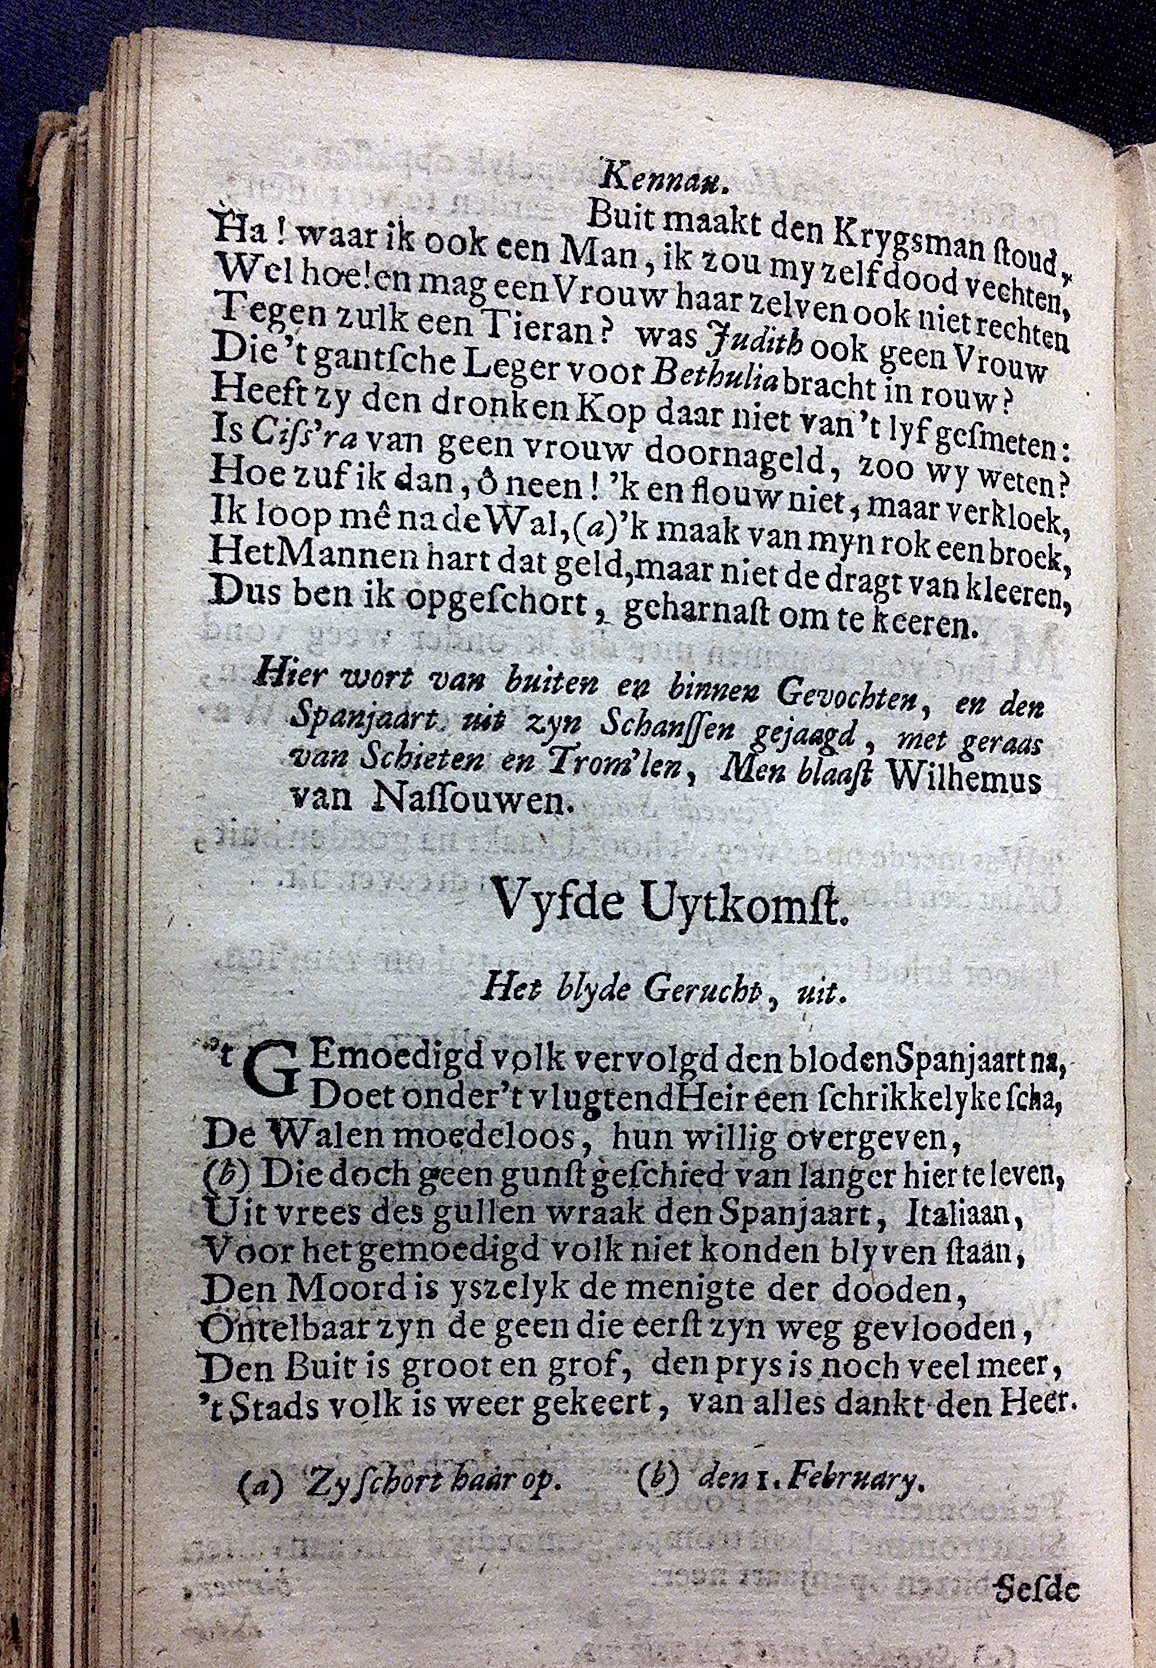 Kennau.
Buit maakt den Krygsman ſtoud,
Ha! waar ik ook een Man, ik zou my zelf dood vechten,
Wel hoe! en mag een Vrouw haar zelven ook niet rechten
Tegen zulk een Tieran? was Judith ook geen Vrouw
Die 't gantſche Leger voor Bethulia bracht in rouw?
Heeft zy den dronken Kop daar niet van 't lyf geſmeten:
Is Ciſs'ra van geen vrouw doornageld, zoo wy weten?
Hoe zuf ik dan, ô neen! 'k en flouw niet, maar verkloek,
Ik loop mê na de Wal, (a) 'k maak van myn rok een broek,
Het Mannen hart dat geld, maar niet de dragt van kleeren,
Dus ben ik opgeſchort, geharnaſt om te keeren.
Hier wort van buiten en binnen Gevochten, en den
Spanjaart uit zyn Schanſſen gejaagd, met geraas
van Schieten en Trom'len, Men blaaſt Wilhemus
van Naſſouwen.
Vyfde Uytkomſt.
Het blyde Gerucht, uit.
't GEmoedigd volk vervolgd den bloden Spanjaart na,
Doet onder 't vlugtend Heir een ſchrikkelyke ſcha,
De Walen moedeloos, hun willig overgeven,
(b) Die doch geen gunſt geſchied van langer hier te leven,
Uit vrees des gullen wraak den Spanjaart, Italiaan,
Voor het gemoedigd volk niet konden blyven ſtaan,
Den Moord is yszelyk de menigte der dooden,
Ontelbaar zyn de geen die eerſt zyn weg gevlooden,
Den Buit is groot en grof, den prys is noch veel meer,
't Stads volk is weer gekeert, van alles dankt den Heer.
(a) Zy ſchort haar op. (b) den 1. February.
Seſde